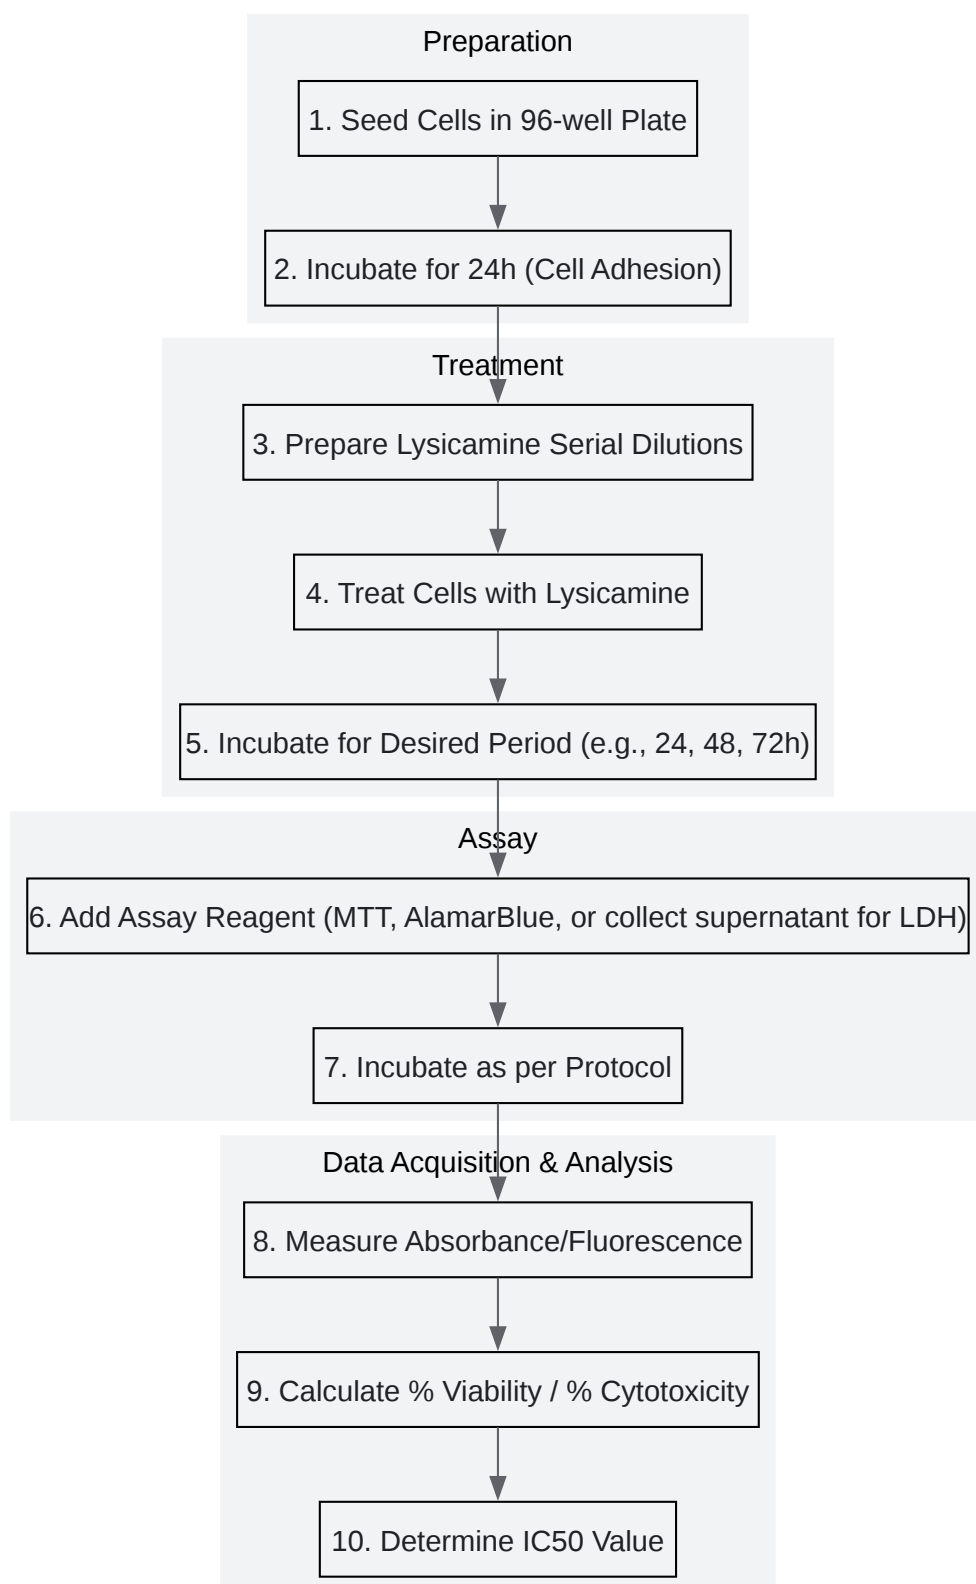 Preparation
1. Seed Cells in 96-well Plate
2. Incubate for 24h (Cell Adhesion)
Treatment
3. Prepare Lysicamine Serial Dilutions
4. Treat Cells with Lysicamine
5. Incubate for Desired Period (e.g., 24, 48, 72h)
Assay
6. Add Assay Reagent (MTT, AlamarBlue, or collect supernatant for LDH)
7. Incubate as per Protocol
Data Acquisition & Analysis
8. Measure Absorbance/Fluorescence
9. Calculate % Viability / % Cytotoxicity
10. Determine IC50 Value